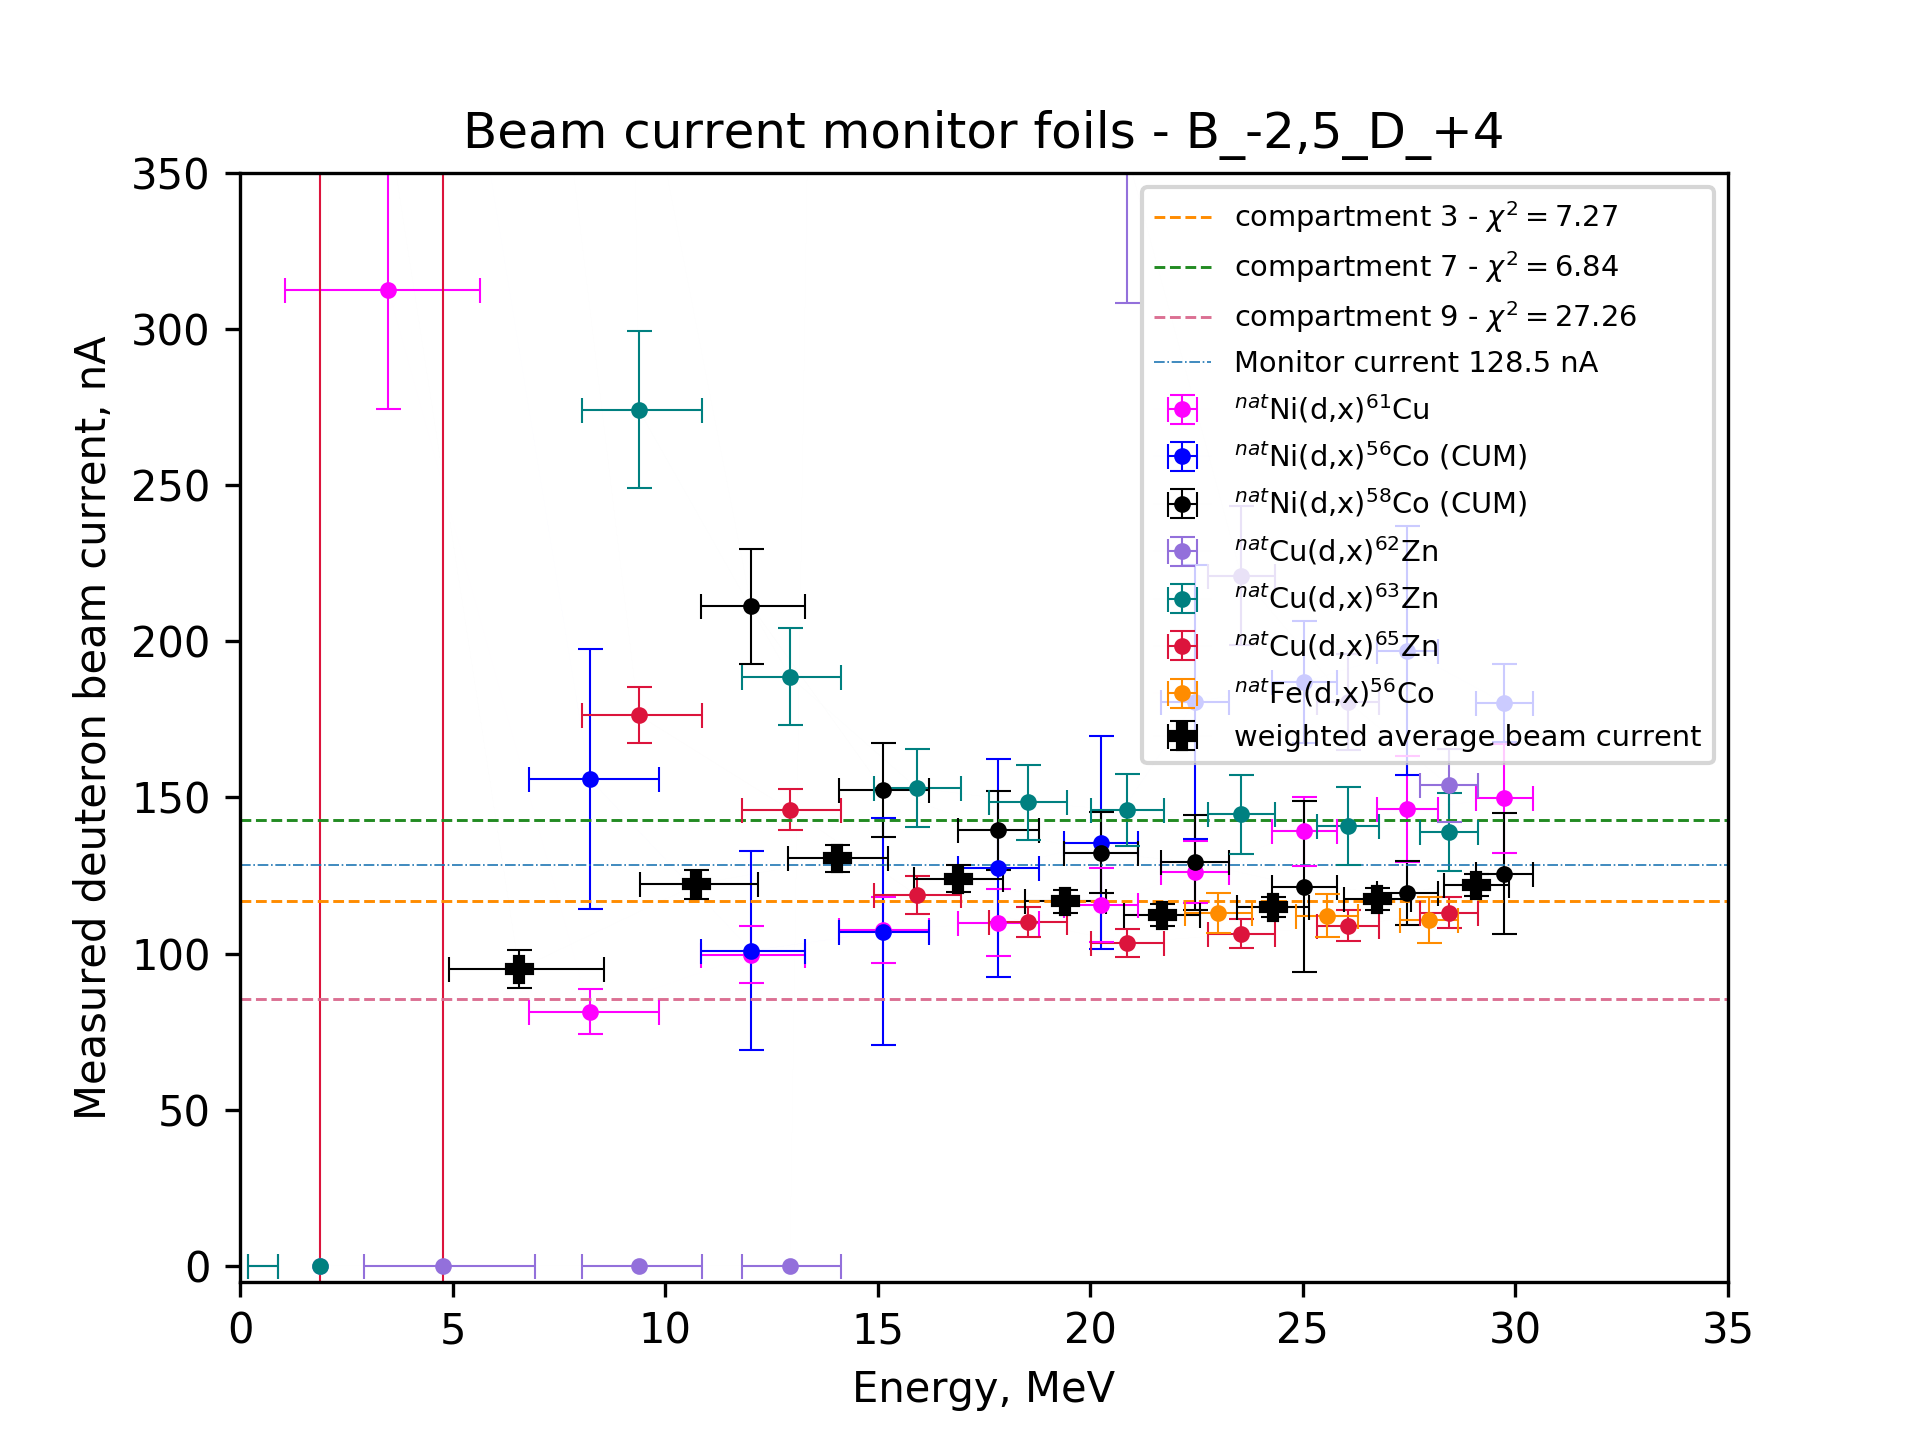 Beam current monitor foils - B_-2,5_D_+4
Measured deuteron beam current, nA
350
300
250
200
150
100
50
0
compartment 3 - χ² = 7.27
compartment 7 - χ² = 6.84
compartment 9 - χ² = 27.26
Monitor current 128.5 nA
ⁿᵃᵗNi(d,x)⁶¹Cu
ⁿᵃᵗNi(d,x)⁵⁶Co (CUM)
ⁿᵃᵗNi(d,x)⁵⁸Co (CUM)
ⁿᵃᵗCu(d,x)⁶²Zn
ⁿᵃᵗCu(d,x)⁶³Zn
ⁿᵃᵗCu(d,x)⁶⁵Zn
ⁿᵃᵗFe(d,x)⁵⁶Co
weighted average beam current
0 5 10 15 20 25 30 35
Energy, MeV